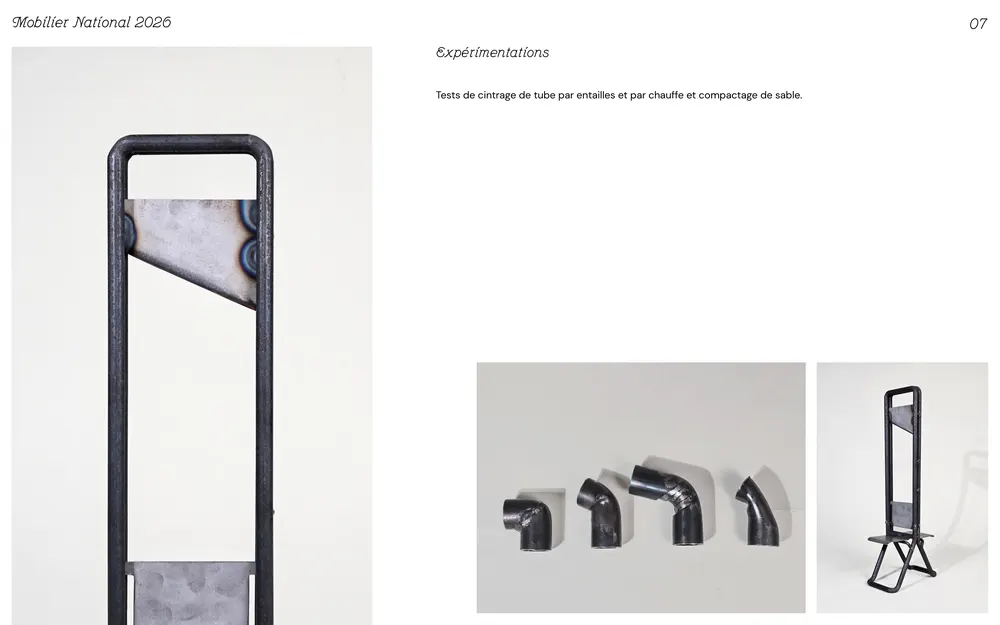 Mobilier National 2026
07
Expérimentations
Tests de cintrage de tube par entailles et par chauffe et compactage de sable.